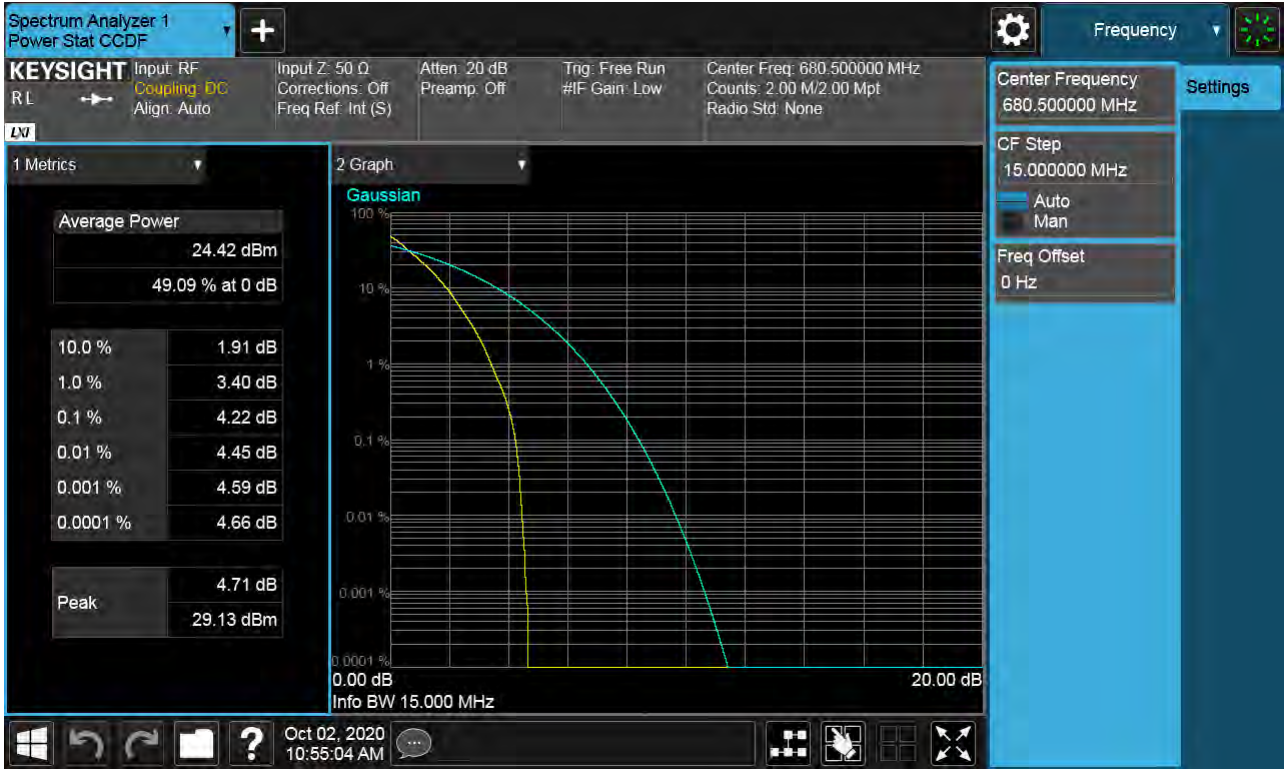 Spectrum Analyzer 1
Power Stat CCDF
Frequency
KEYSIGHT
RL
LXI
Input: RF
Coupling: DC
Align: Auto
Input Z: 50 Ω
Corrections: Off
Freq Ref: Int (S)
Atten: 20 dB
Preamp: Off
Trig: Free Run
#IF Gain: Low
Center Freq: 680.500000 MHz
Counts: 2.00 M/2.00 Mpt
Radio Std: None
Center Frequency
680.500000 MHz
Settings
CF Step
15.000000 MHz
Auto
Man
Freq Offset
0 Hz
1 Metrics
Average Power
24.42 dBm
49.09 % at 0 dB
10.0 % 1.91 dB
1.0 % 3.40 dB
0.1 % 4.22 dB
0.01 % 4.45 dB
0.001 % 4.59 dB
0.0001 % 4.66 dB
Peak
4.71 dB
29.13 dBm
2 Graph
Gaussian
100 %
10 %
1 %
0.1 %
0.01 %
0.001 %
0.0001 %
0.00 dB 20.00 dB
Info BW 15.000 MHz
?
Oct 02, 2020
10:55:04 AM